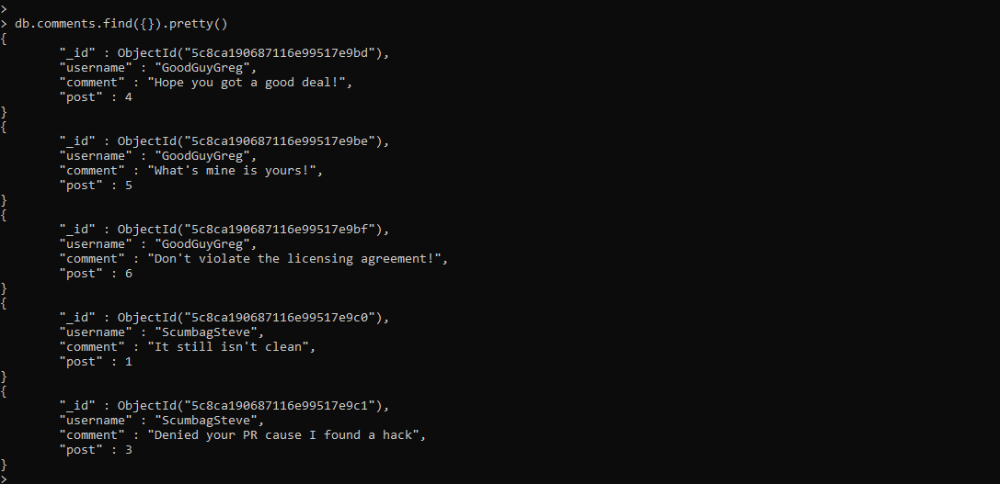 >
> db.comments.find({}).pretty()
{
"_id" : ObjectId("5c8ca190687116e99517e9bd"),
"username" : "GoodGuyGreg",
"comment" : "Hope you got a good deal!",
"post" : 4
}
{
"_id" : ObjectId("5c8ca190687116e99517e9be"),
"username" : "GoodGuyGreg",
"comment" : "What's mine is yours!",
"post" : 5
}
{
"_id" : ObjectId("5c8ca190687116e99517e9bf"),
"username" : "GoodGuyGreg",
"comment" : "Don't violate the licensing agreement!",
"post" : 6
}
{
"_id" : ObjectId("5c8ca190687116e99517e9c0"),
"username" : "ScumbagSteve",
"comment" : "It still isn't clean",
"post" : 1
}
{
"_id" : ObjectId("5c8ca190687116e99517e9c1"),
"username" : "ScumbagSteve",
"comment" : "Denied your PR cause I found a hack",
"post" : 3
}
>